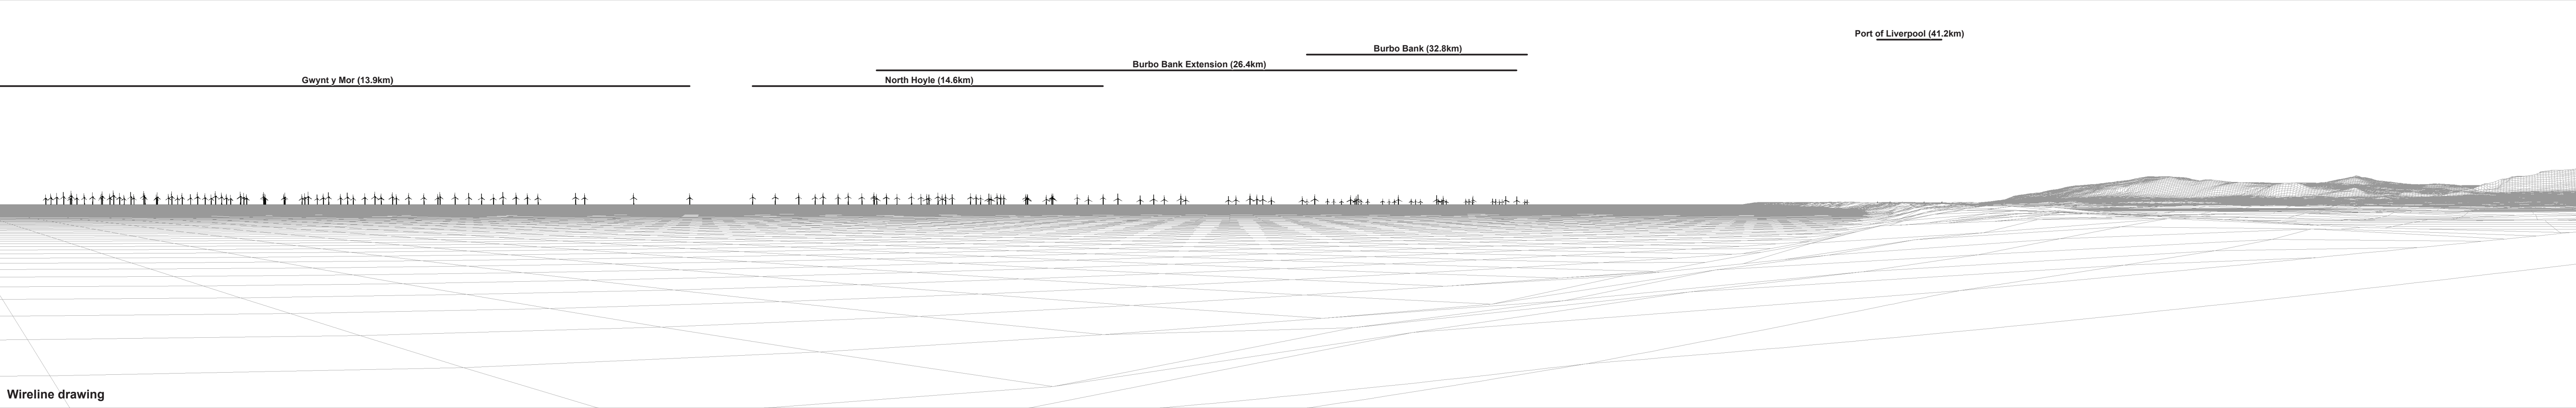 Port of Liverpool (41.2km)
Burbo Bank (32.8km)
Burbo Bank Extension (26.4km)
Gwynt y Mor (13.9km)
North Hoyle (14.6km)
Wireline drawing